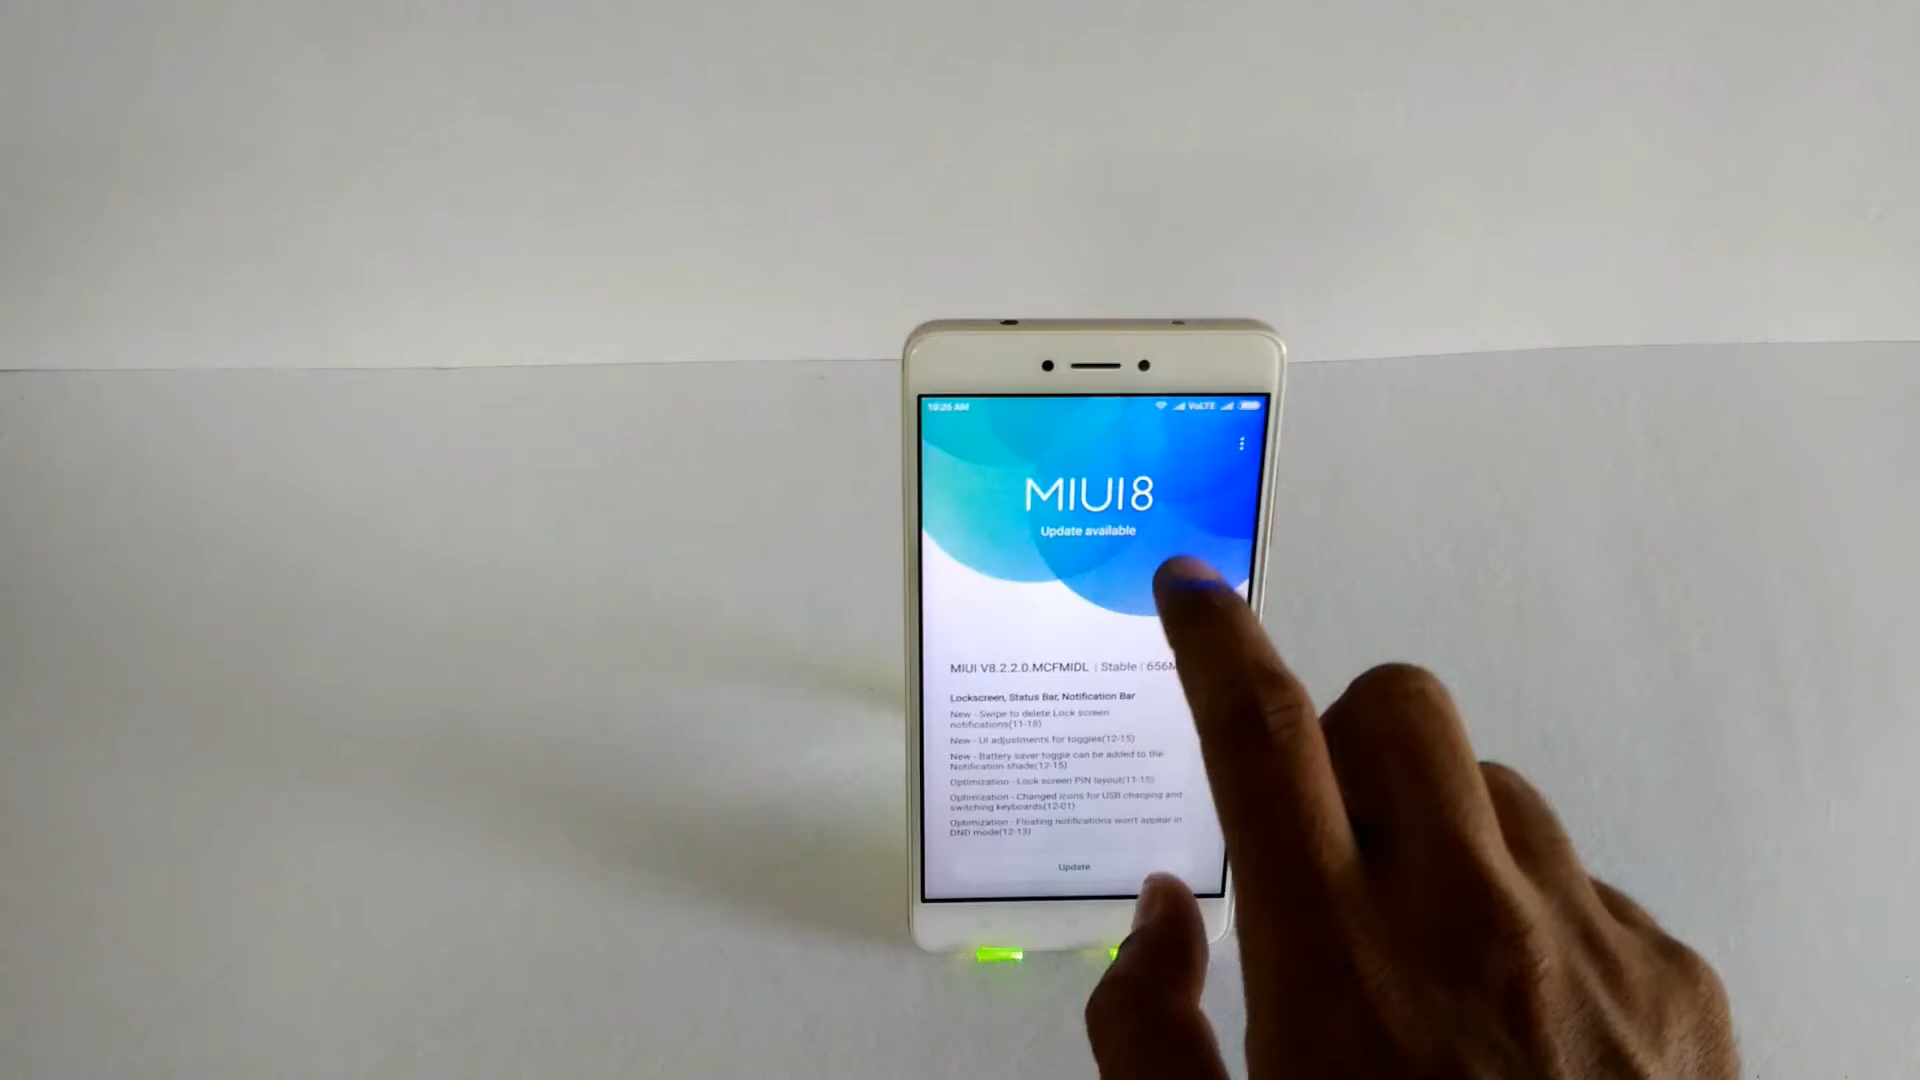 10:26 AM
VoLTE
MIUI8
Update available
MIUI V8.2.2.0.MCFMIDL | Stable | 656M
Lockscreen, Status Bar, Notification Bar
New - Swipe to delete Lock screen
notifications(11-18)
New - UI adjustments for toggles(12-15)
New - Battery saver toggle can be added to the
Notification shade(12-15)
Optimization - Lock screen PIN layout(11-15)
Optimization - Changed icons for USB charging and
switching keyboards(12-01)
Optimization - Floating notifications won't appear in
DND mode(12-13)
Update